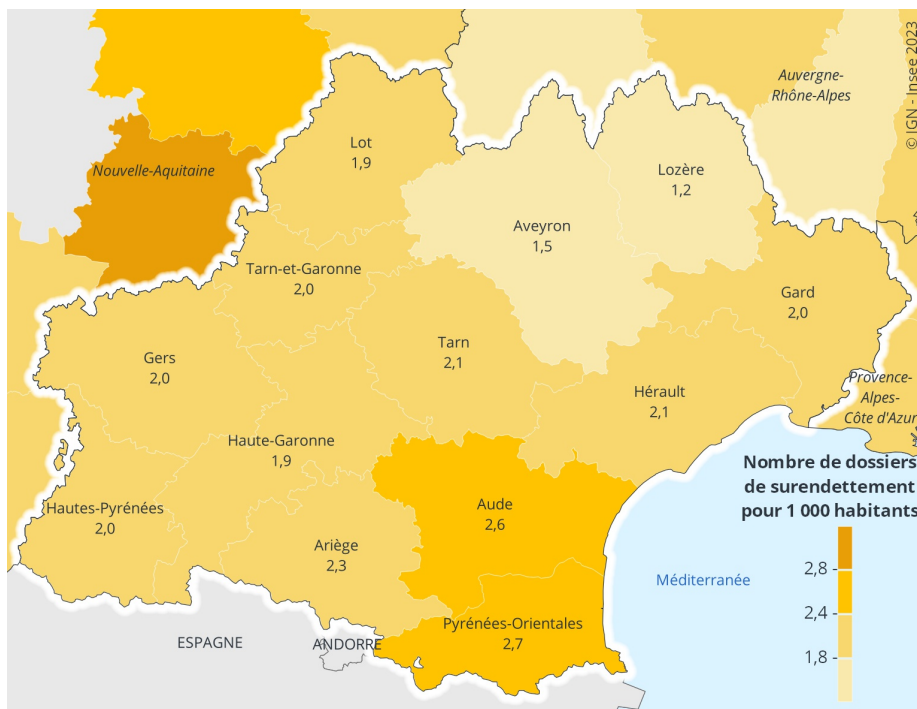 © IGN - Insee 2023
Auvergne-
Rhône-Alpes
Lot
1,9
Nouvelle-Aquitaine
Lozère
1,2
Aveyron
1,5
Tarn-et-Garonne
2,0
Gard
2,0
Tarn
2,1
Gers
2,0
Hérault
2,1
Provence-
Alpes-
Côte d'Azur
Haute-Garonne
1,9
Nombre de dossiers
de surendettement
pour 1 000 habitants
Aude
2,6
Hautes-Pyrénées
2,0
Ariège
2,3
2,8
Méditerranée
2,4
Pyrénées-Orientales
2,7
ESPAGNE
ANDORRE
1,8